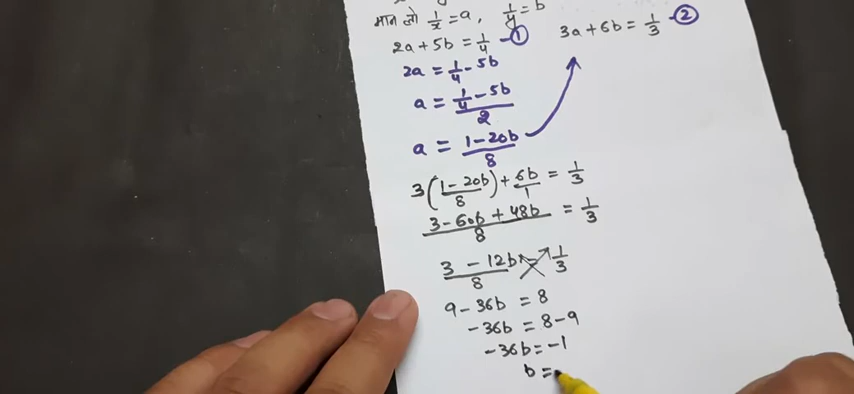 मान लो 1/x = a, 1/y = b
2a + 5b = 1/4 - ①
3a + 6b = 1/3 - ②
2a = 1/4 - 5b
a = (1/4 - 5b)/2
a = (1 - 20b)/8
3((1 - 20b)/8) + 6b/1 = 1/3
(3 - 60b + 48b)/8 = 1/3
(3 - 12b)/8 = 1/3
9 - 36b = 8
- 36b = 8 - 9
- 36b = - 1
b =